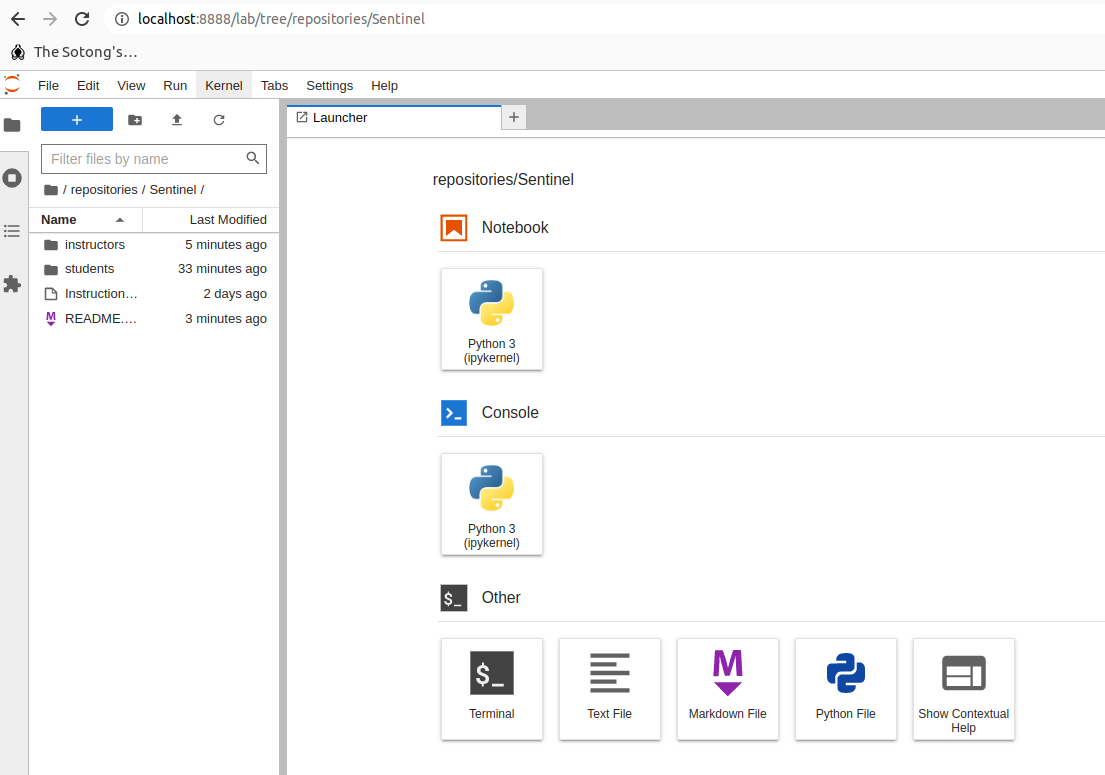 localhost:8888/lab/tree/repositories/Sentinel
The Sotong's…
File Edit View Run Kernel Tabs Settings Help
+
Launcher
+
Filter files by name
/ repositories / Sentinel /
Name Last Modified
instructors 5 minutes ago
students 33 minutes ago
Instruction… 2 days ago
M README.… 3 minutes ago
repositories/Sentinel
Notebook
Python 3
(ipykernel)
>_ Console
Python 3
(ipykernel)
$_ Other
$_
M
Terminal
Text File
Markdown File
Python File
Show Contextual
Help